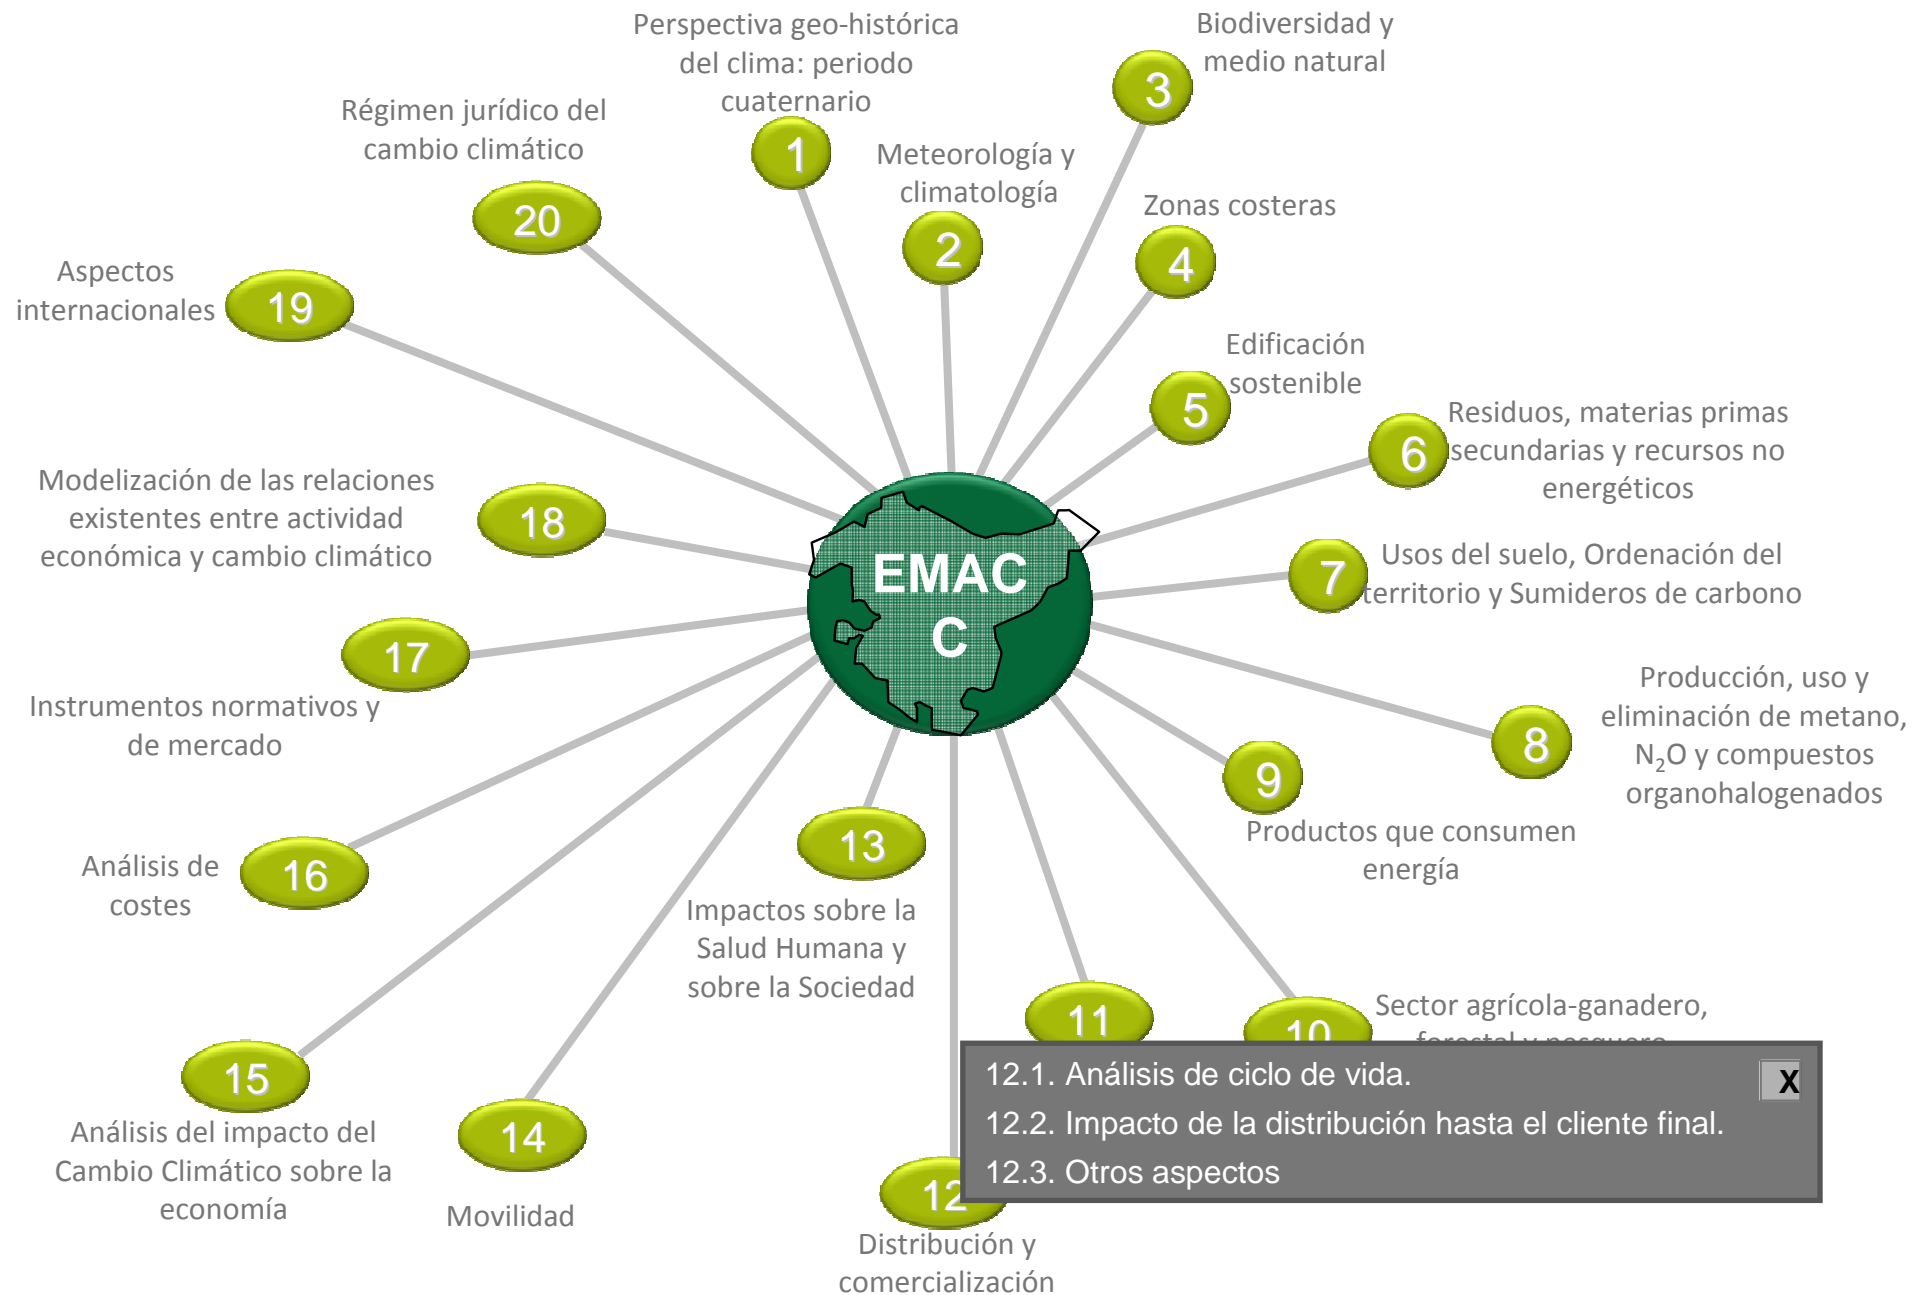 Perspectiva geo-histórica
del clima: periodo
cuaternario
1
Meteorología y
climatología
2
Biodiversidad y
medio natural
3
Zonas costeras
4
Edificación
sostenible
5
Residuos, materias primas
secundarias y recursos no
energéticos
6
Usos del suelo, Ordenación del
territorio y Sumideros de carbono
7
Producción, uso y
eliminación de metano,
N₂O y compuestos
organohalogenados
8
9
Productos que consumen
energía
Sector agrícola-ganadero,
forestal y pesquero
10
11
12.1. Análisis de ciclo de vida.
X
12.2. Impacto de la distribución hasta el cliente final.
12.3. Otros aspectos
12
Distribución y
comercialización
13
Impactos sobre la
Salud Humana y
sobre la Sociedad
14
Movilidad
15
Análisis del impacto del
Cambio Climático sobre la
economía
Análisis de
costes
16
17
Instrumentos normativos y
de mercado
Modelización de las relaciones
existentes entre actividad
económica y cambio climático
18
Aspectos
internacionales
19
Régimen jurídico del
cambio climático
20
EMAC
C